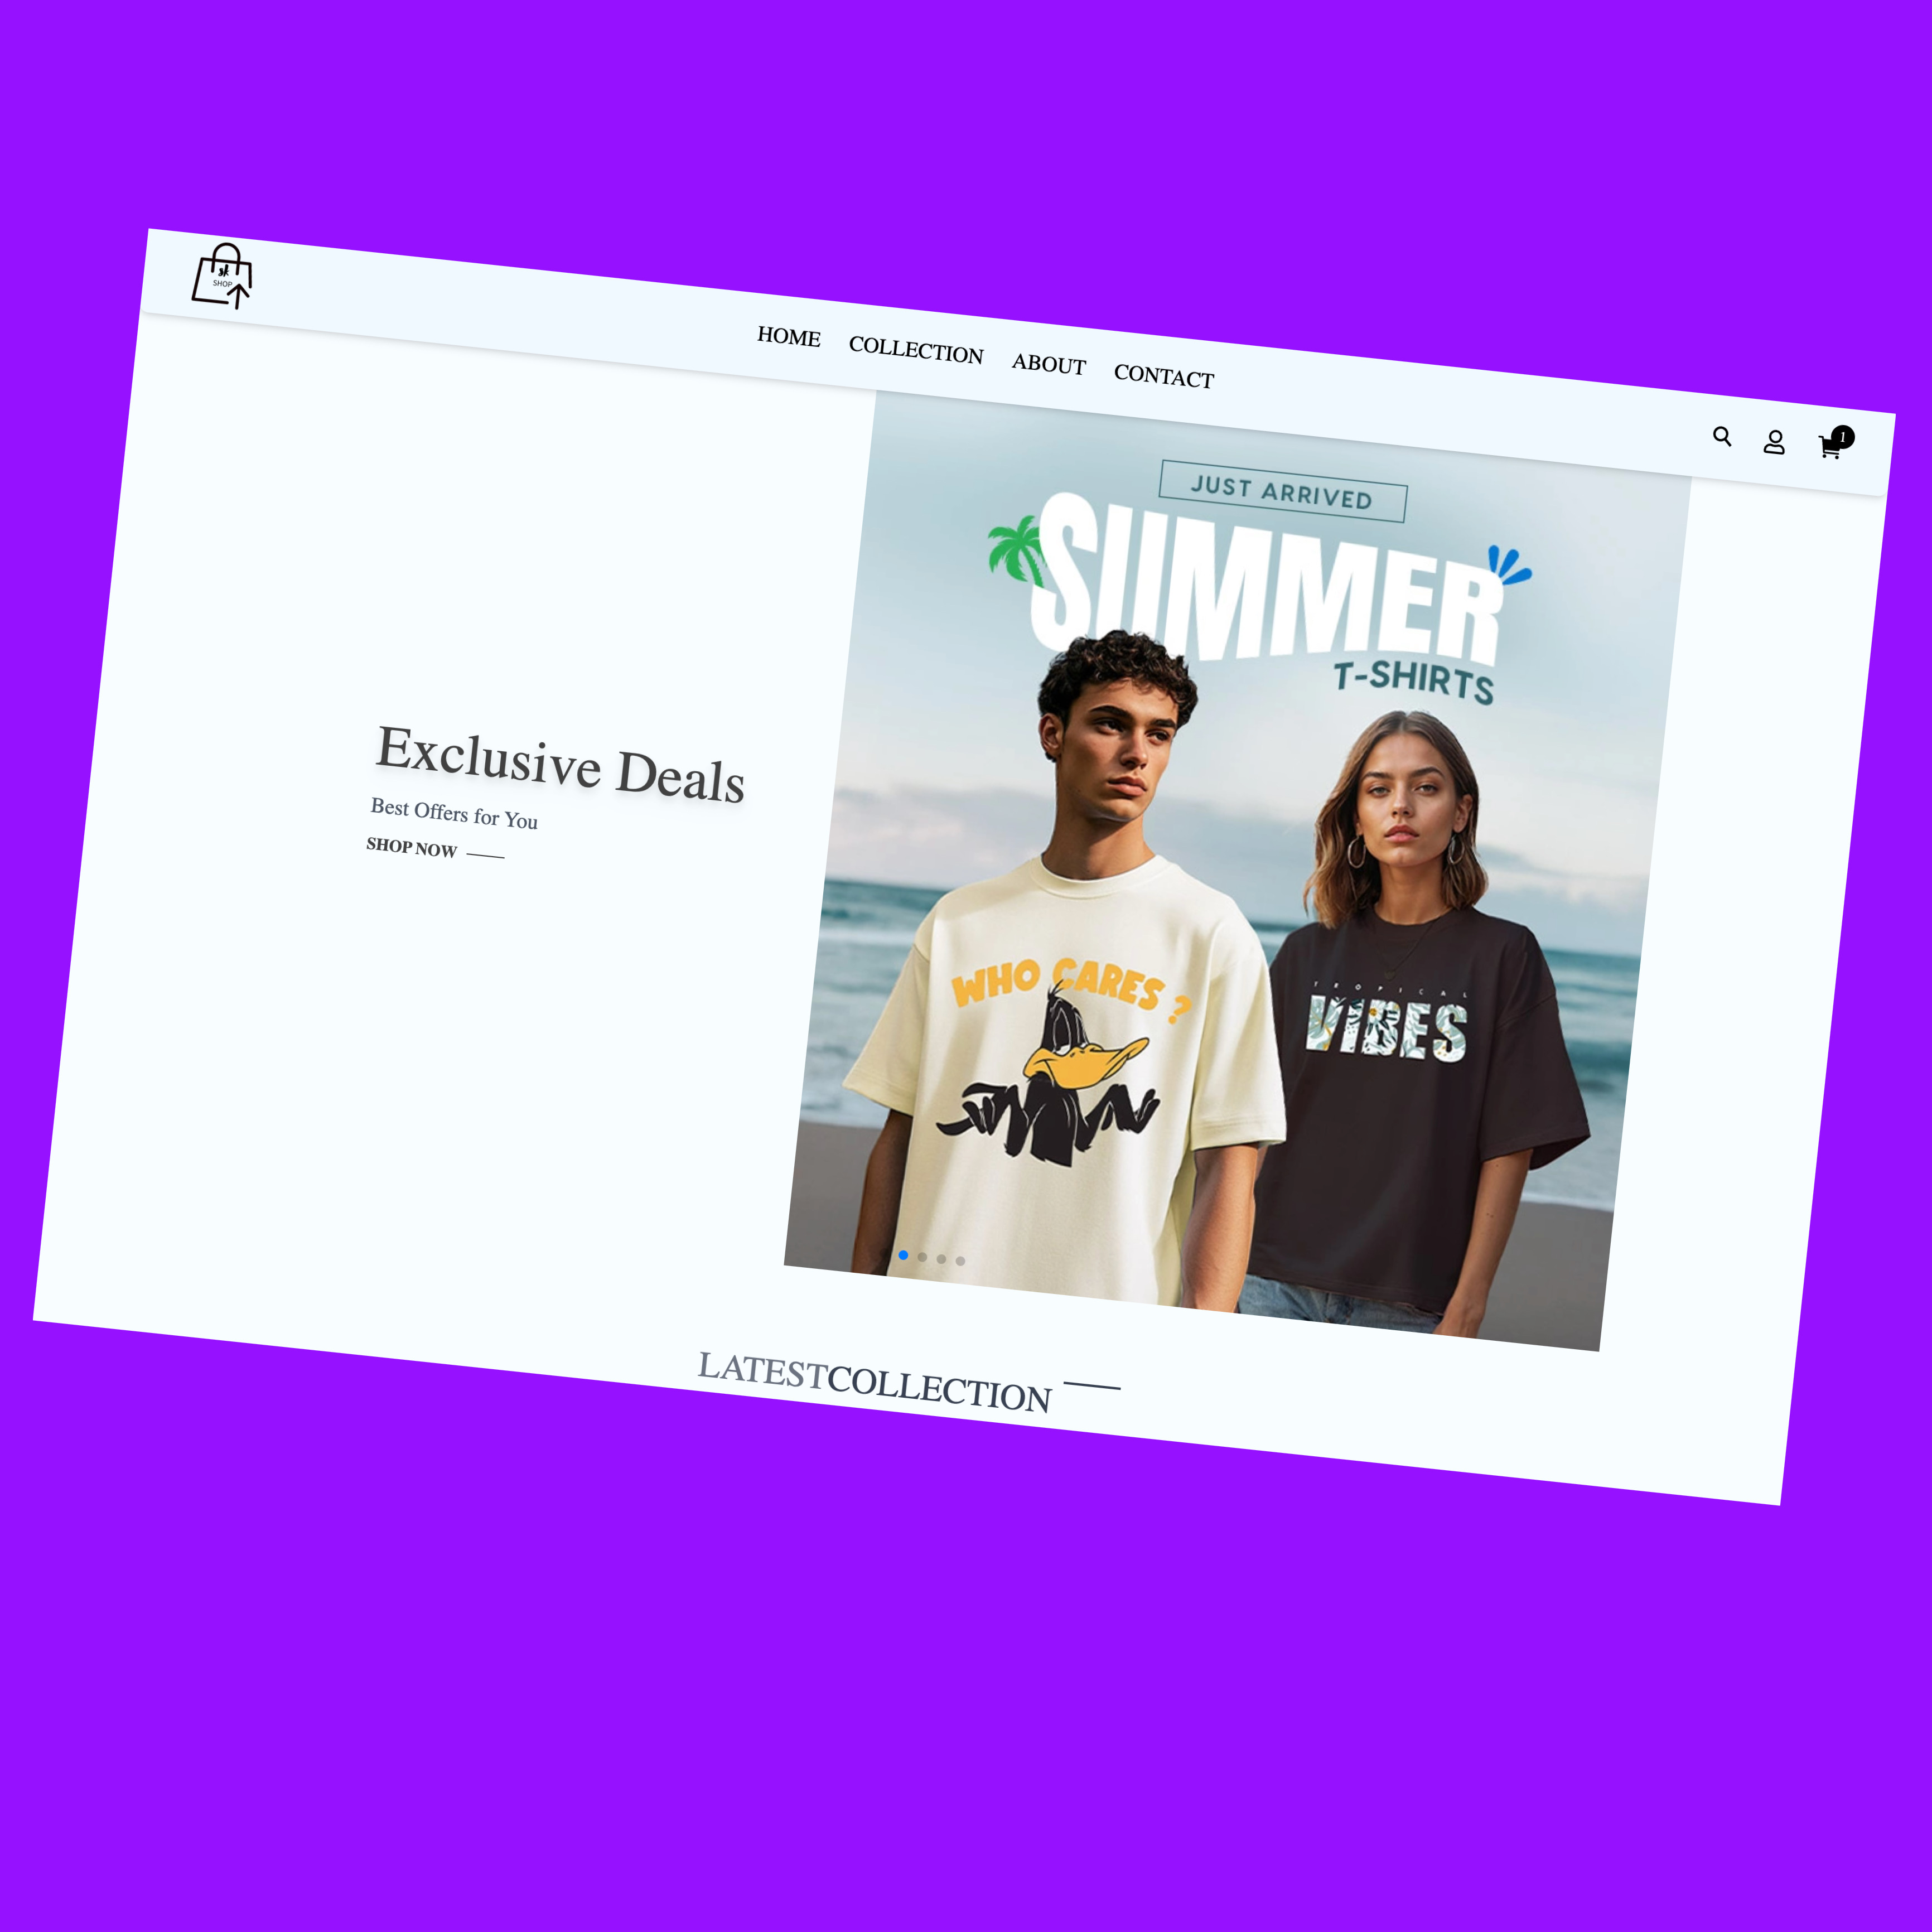 sk
SHOP
HOME COLLECTION ABOUT CONTACT
1
Exclusive Deals
Best Offers for You
SHOP NOW
JUST ARRIVED
SUMMER
T-SHIRTS
WHO CARES ?
TROPICAL
VIBES
LATESTCOLLECTION